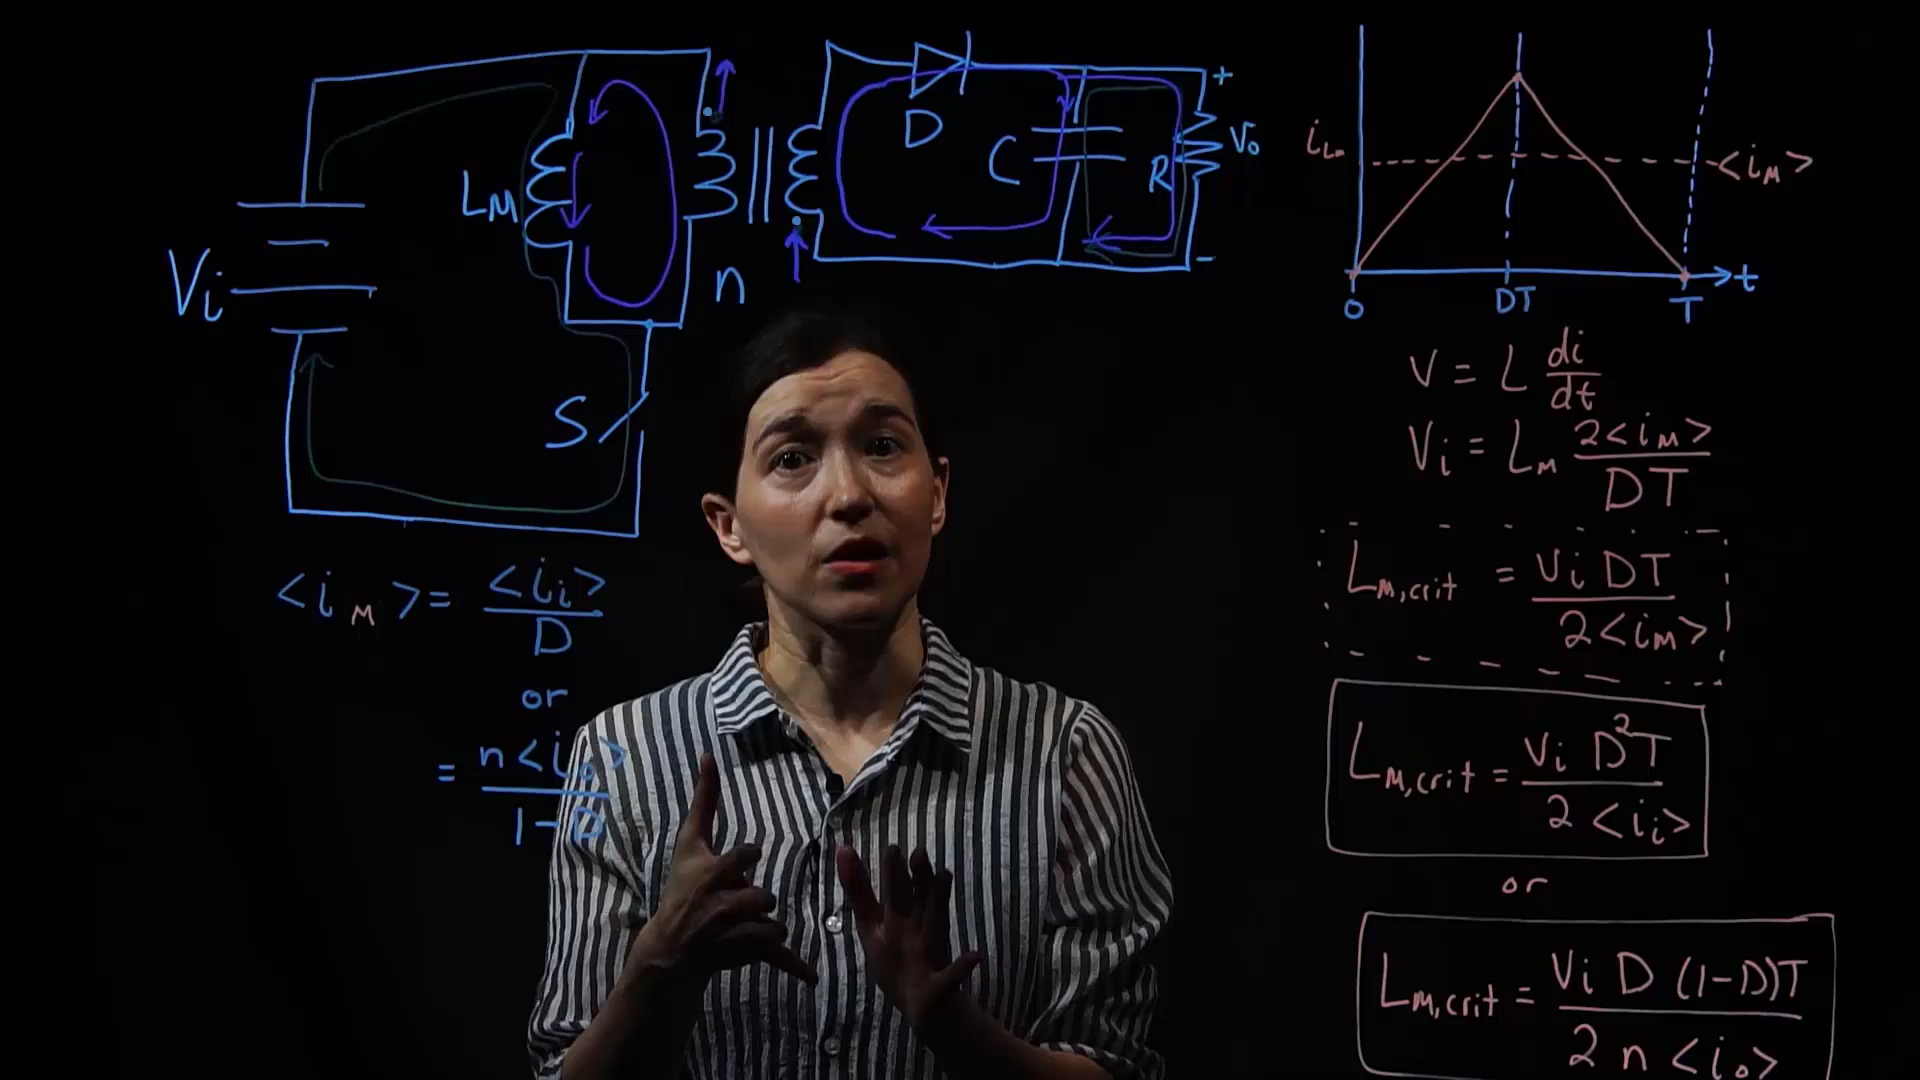 Vi
LM
n
S
D
C
R
+
Vo
-
iLM
<iM>
0
DT
T
t
<iM> = <ii> / D
or
= n<io> / 1-D
V = L di/dt
Vi = LM 2<iM> / DT
LM,crit = Vi DT / 2<iM>
LM,crit = Vi D²T / 2<ii>
or
LM,crit = Vi D (1-D)T / 2n<io>